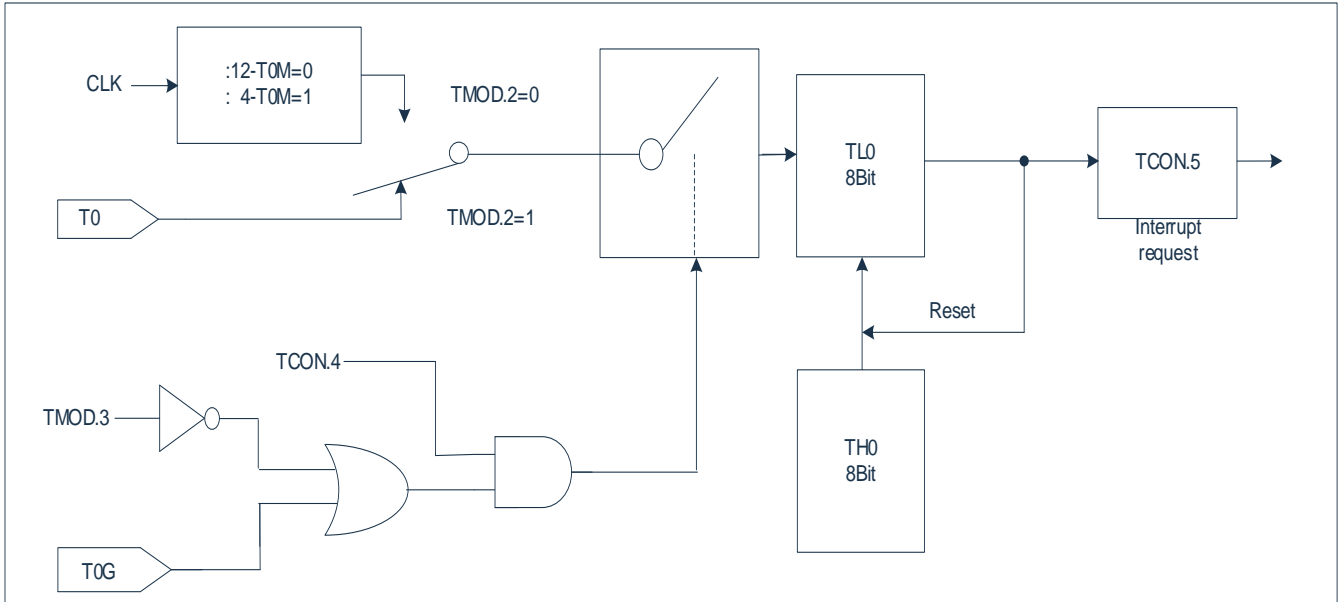 :12-T0M=0
: 4-T0M=1
CLK
TMOD.2=0
TL0
8Bit
TCON.5
T0
TMOD.2=1
Interrupt
request
Reset
TCON.4
TMOD.3
TH0
8Bit
T0G